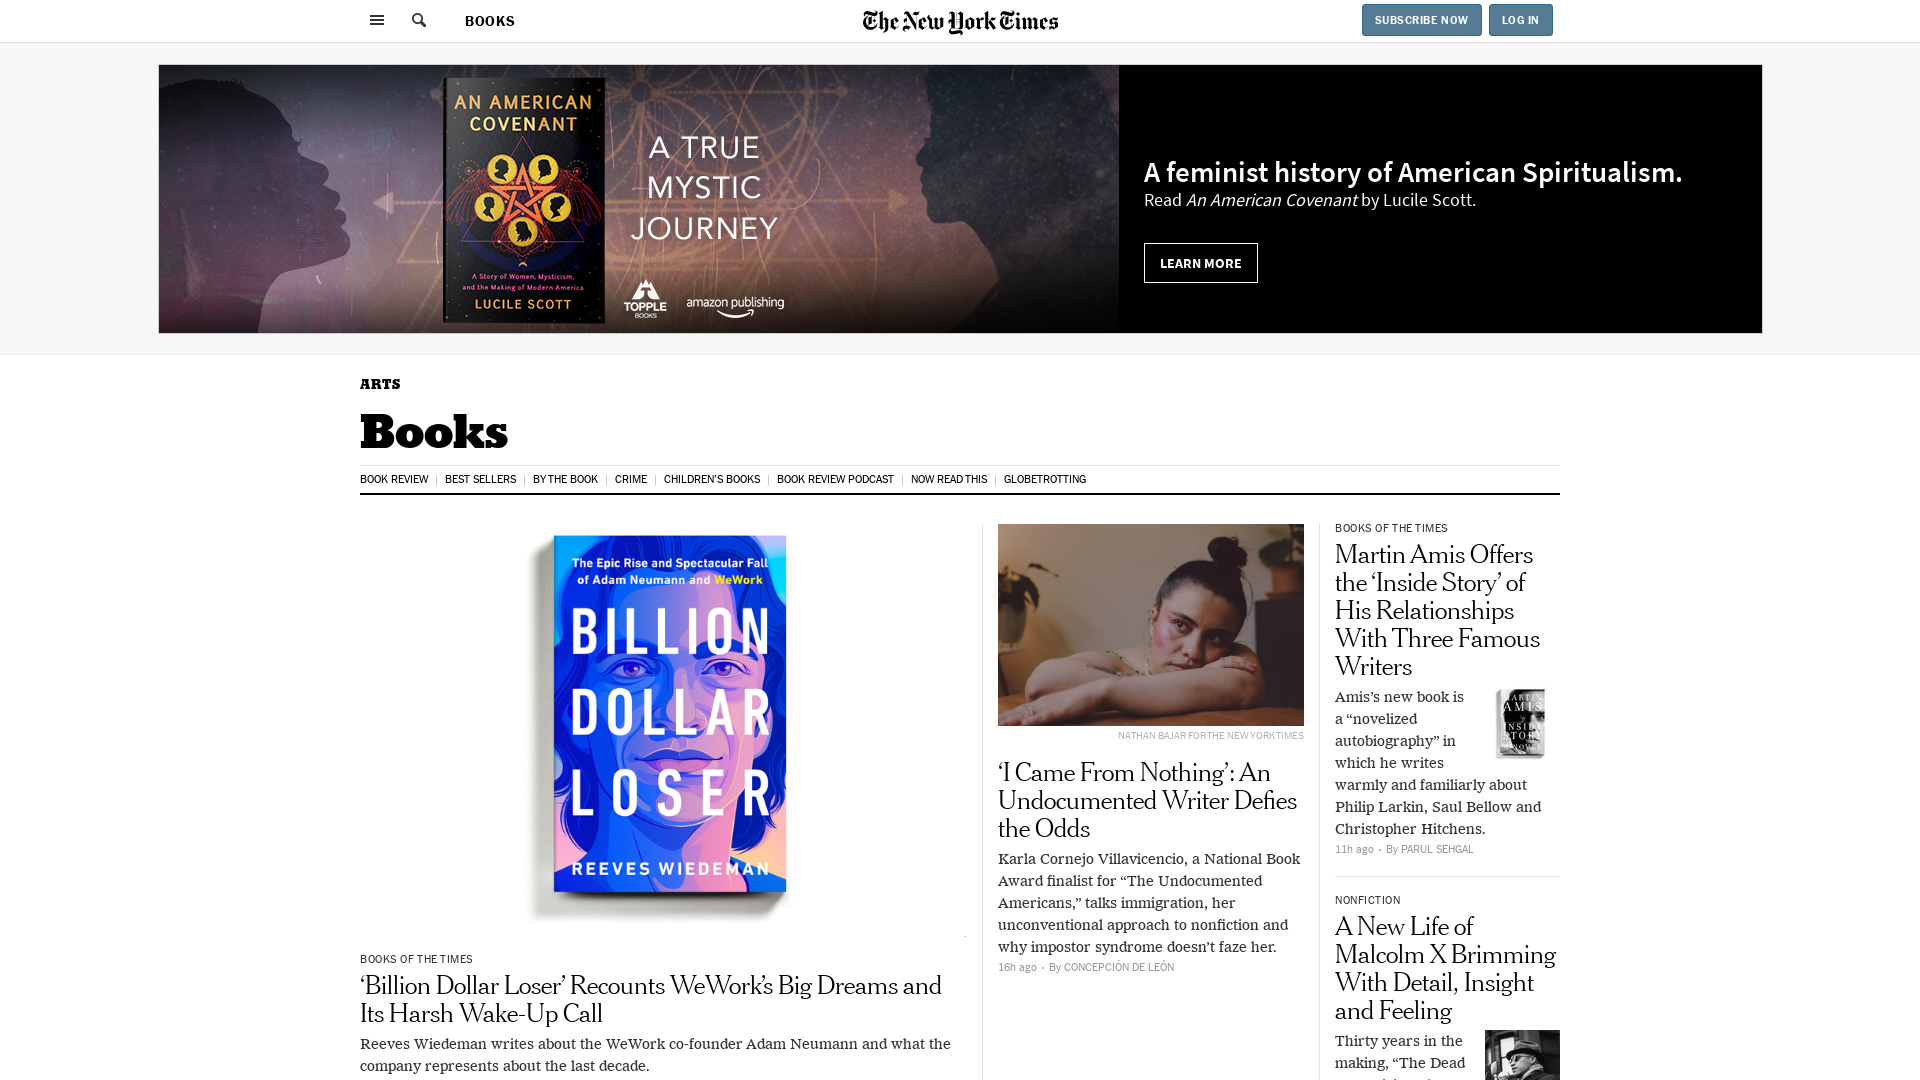 BOOKS
The New York Times
SUBSCRIBE NOW
LOG IN
AN AMERICAN
COVENANT
A Story of Women, Mysticism,
and the Making of Modern America
LUCILE SCOTT
A TRUE
MYSTIC
JOURNEY
TOPPLE
BOOKS
amazon publishing
A feminist history of American Spiritualism.
Read An American Covenant by Lucile Scott.
LEARN MORE
ARTS
Books
BOOK REVIEW
BEST SELLERS
BY THE BOOK
CRIME
CHILDREN'S BOOKS
BOOK REVIEW PODCAST
NOW READ THIS
GLOBETROTTING
The Epic Rise and Spectacular Fall
of Adam Neumann and WeWork
BILLION
DOLLAR
LOSER
REEVES WIEDEMAN
BOOKS OF THE TIMES
‘Billion Dollar Loser’ Recounts WeWork’s Big Dreams and
Its Harsh Wake-Up Call
Reeves Wiedeman writes about the WeWork co-founder Adam Neumann and what the
company represents about the last decade.
NATHAN BAJAR FOR THE NEW YORK TIMES
‘I Came From Nothing’: An
Undocumented Writer Defies
the Odds
Karla Cornejo Villavicencio, a National Book
Award finalist for “The Undocumented
Americans,” talks immigration, her
unconventional approach to nonfiction and
why impostor syndrome doesn’t faze her.
16h ago • By CONCEPCIÓN DE LEÓN
BOOKS OF THE TIMES
Martin Amis Offers
the ‘Inside Story’ of
His Relationships
With Three Famous
Writers
Amis’s new book is
a “novelized
autobiography” in
which he writes
warmly and familiarly about
Philip Larkin, Saul Bellow and
Christopher Hitchens.
MARTIN
AMIS
INSIDE
STORY
11h ago • By PARUL SEHGAL
NONFICTION
A New Life of
Malcolm X Brimming
With Detail, Insight
and Feeling
Thirty years in the
making, “The Dead